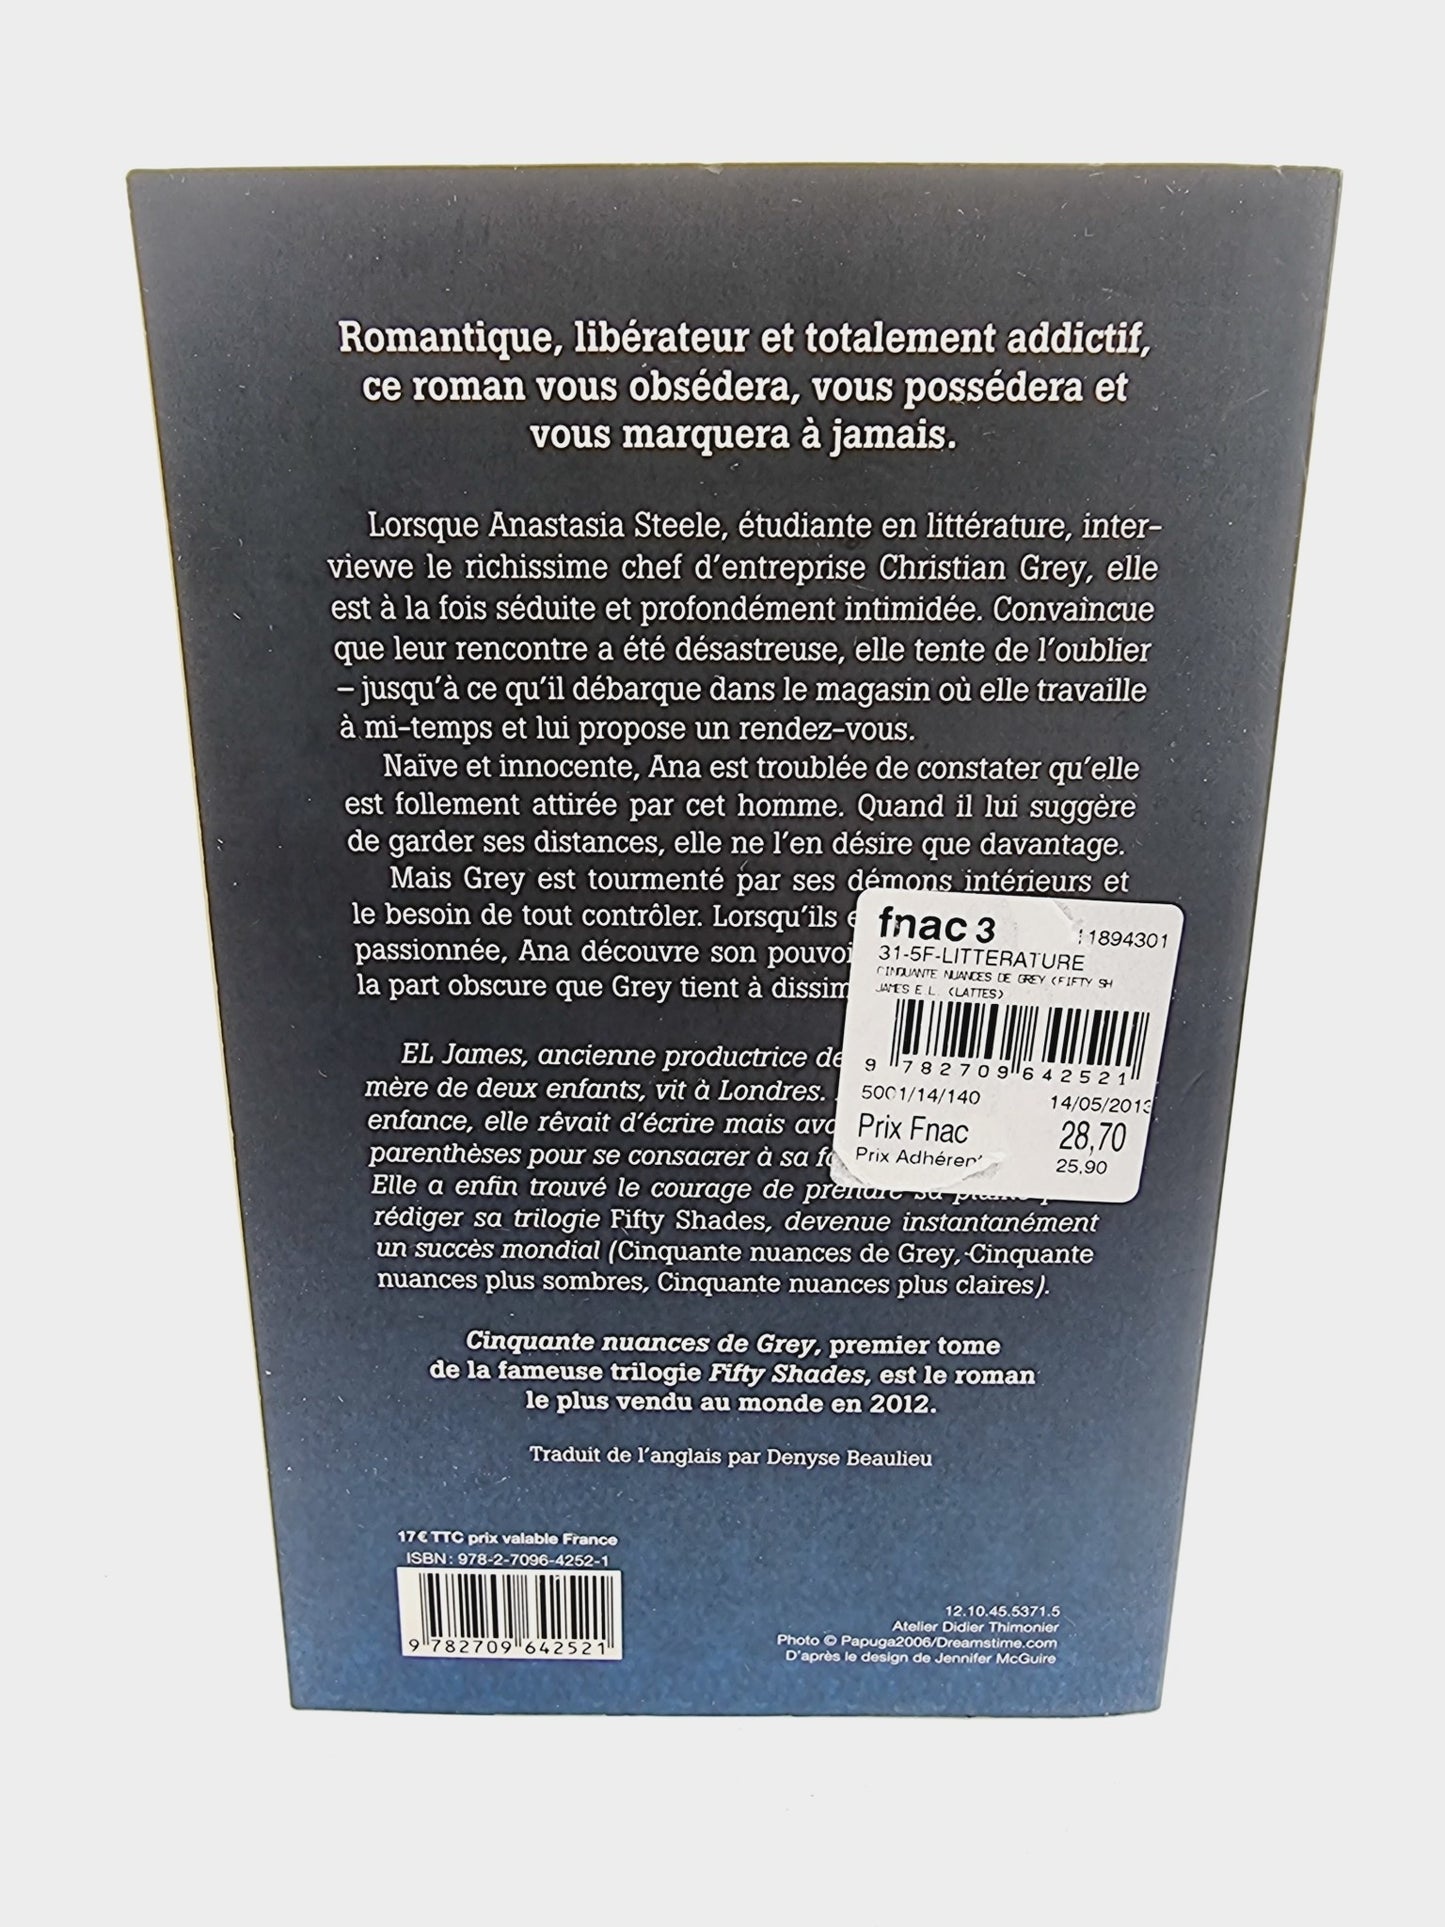 Romantique, libérateur et totalement addictif,
ce roman vous obsédera, vous possédera et
vous marquera à jamais.
Lorsque Anastasia Steele, étudiante en littérature, inter-
viewe le richissime chef d'entreprise Christian Grey, elle
est à la fois séduite et profondément intimidée. Convaincue
que leur rencontre a été désastreuse, elle tente de l'oublier
– jusqu'à ce qu'il débarque dans le magasin où elle travaille
à mi-temps et lui propose un rendez-vous.
Naïve et innocente, Ana est troublée de constater qu'elle
est follement attirée par cet homme. Quand il lui suggère
de garder ses distances, elle ne l'en désire que davantage.
Mais Grey est tourmenté par ses démons intérieurs et
le besoin de tout contrôler. Lorsqu'ils
passionnée, Ana découvre son
la part obscure que Grey tient à
EL James, ancienne productrice
mère de deux enfants, vit à Londres.
enfance, elle rêvait d'écrire mais
parenthèses pour se consacrer à sa
Elle a enfin trouvé le courage de prendre sa
rédiger sa trilogie Fifty Shades, devenue instantanément
un succès mondial (Cinquante nuances de Grey, Cinquante
nuances plus sombres, Cinquante nuances plus claires).
Cinquante nuances de Grey, premier tome
de la fameuse trilogie Fifty Shades, est le roman
le plus vendu au monde en 2012.
Traduit de l'anglais par Denyse Beaulieu
17€ TTC prix valable France
ISBN : 978-2-7096-4252-1
9 782709 642521
12.10.45.5371.5
Atelier Didier Thimonier
Photo © Papuga2006/Dreamstime.com
D'après le design de Jennifer McGuire
fnac 3 11894301
31-5F-LITTERATURE
CINQUANTE NUANCES DE GREY (FIFTY SH
JAMES E L. (LATTES)
9 782709 642521
5001/14/140 14/05/2013
Prix Fnac 28,70
Prix Adhérent 25,90